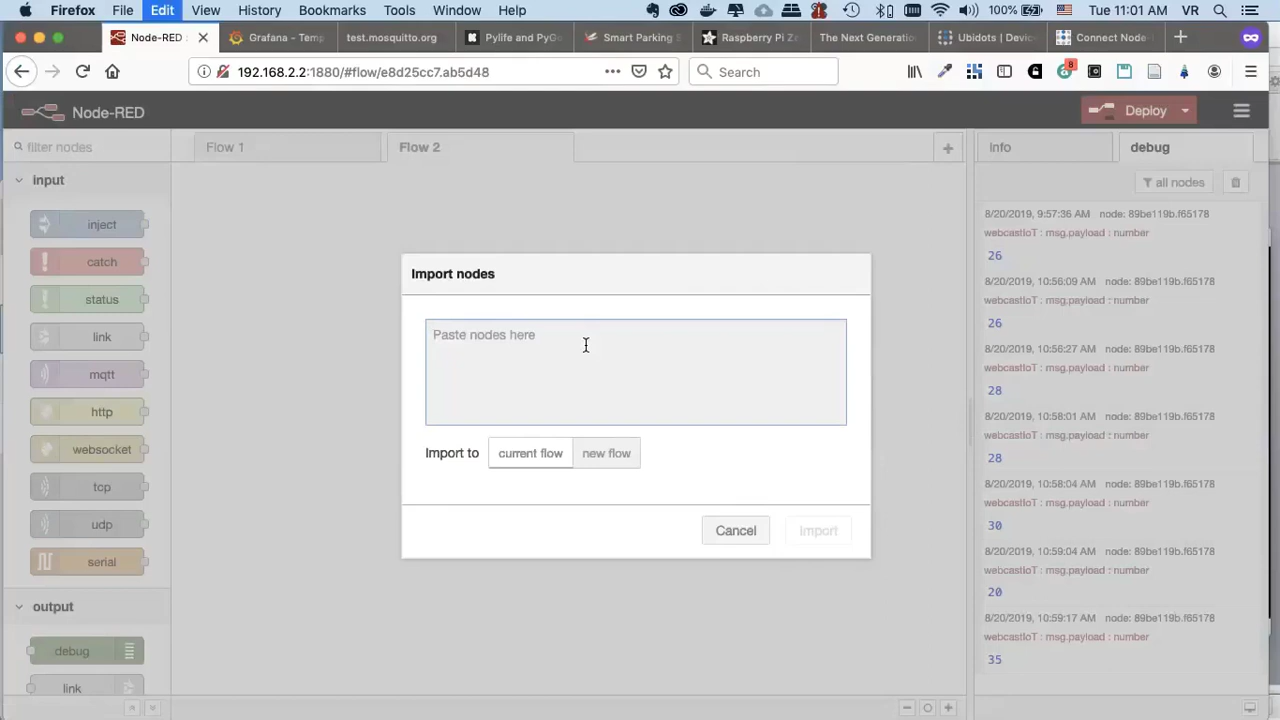 Firefox File Edit View History Bookmarks Tools Window Help 100% Tue 11:01 AM VR
Node-RED : Grafana - Temp test.mosquitto.org Pylife and PyG Smart Parking S Raspberry Pi Ze The Next Generatio Ubidots | Devic Connect Node-
192.168.2.2:1880/#flow/e8d25cc7.ab5d48 Search 8
Node-RED Deploy
filter nodes Flow 1 Flow 2 info debug
input
all nodes
inject
catch
status
link
mqtt
http
websocket
tcp
udp
serial
output
debug
link
Import nodes
Paste nodes here
Import to current flow new flow
Cancel Import
8/20/2019, 9:57:36 AM node: 89be119b.f65178
webcastIoT : msg.payload : number
26
8/20/2019, 10:56:09 AM node: 89be119b.f65178
webcastIoT : msg.payload : number
26
8/20/2019, 10:56:27 AM node: 89be119b.f65178
webcastIoT : msg.payload : number
28
8/20/2019, 10:58:01 AM node: 89be119b.f65178
webcastIoT : msg.payload : number
28
8/20/2019, 10:58:04 AM node: 89be119b.f65178
webcastIoT : msg.payload : number
30
8/20/2019, 10:59:04 AM node: 89be119b.f65178
webcastIoT : msg.payload : number
20
8/20/2019, 10:59:17 AM node: 89be119b.f65178
webcastIoT : msg.payload : number
35